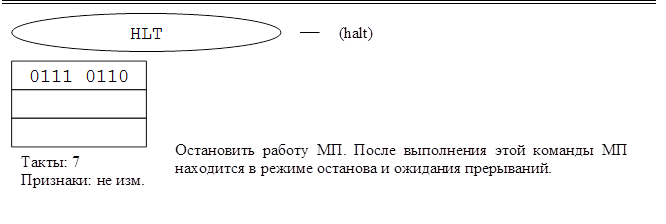 HLT — (halt)
0111 0110
Такты: 7
Признаки: не изм.
Остановить работу МП. После выполнения этой команды МП
находится в режиме останова и ожидания прерываний.